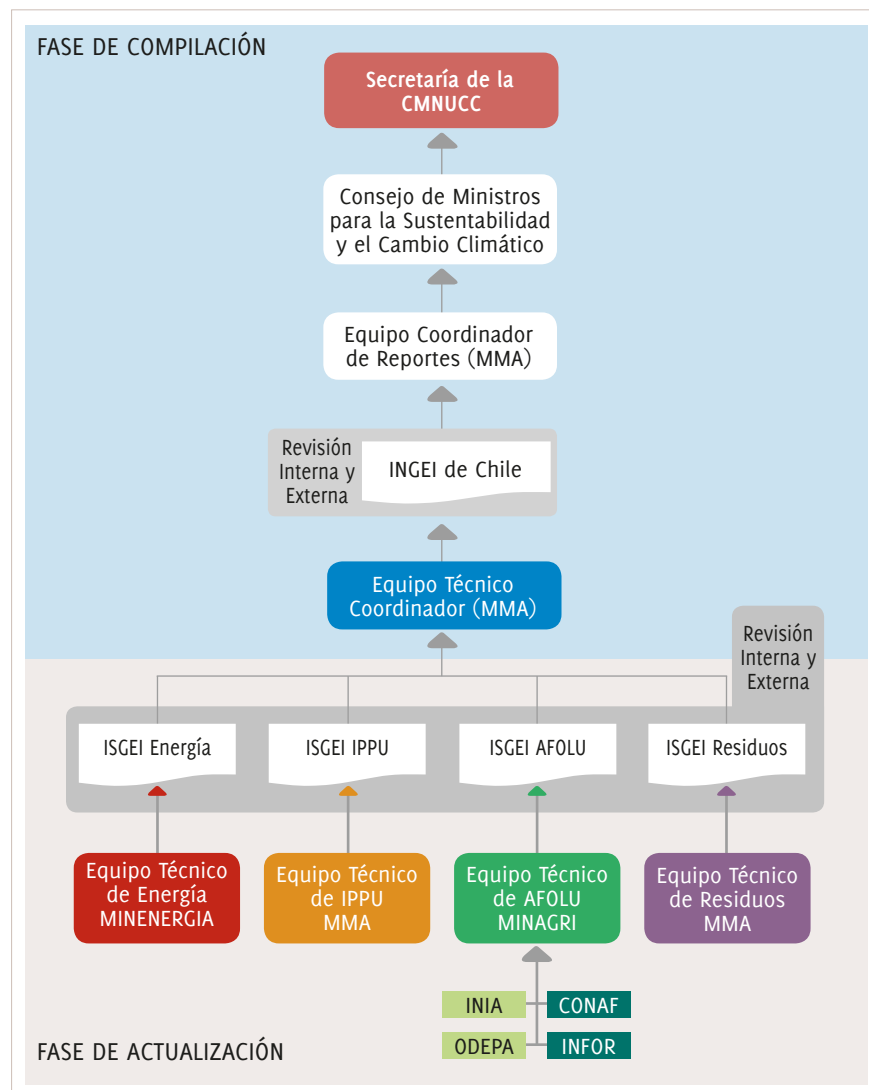 FASE DE COMPILACIÓN
Secretaría de la
CMNUCC
Consejo de Ministros
para la Sustentabilidad
y el Cambio Climático
Equipo Coordinador
de Reportes (MMA)
Revisión
Interna y
Externa
INGEI de Chile
Equipo Técnico
Coordinador (MMA)
Revisión
Interna y
Externa
ISGEI Energía
ISGEI IPPU
ISGEI AFOLU
ISGEI Residuos
Equipo Técnico
de Energía
MINENERGIA
Equipo Técnico
de IPPU
MMA
Equipo Técnico
de AFOLU
MINAGRI
Equipo Técnico
de Residuos
MMA
INIA
CONAF
ODEPA
INFOR
FASE DE ACTUALIZACIÓN